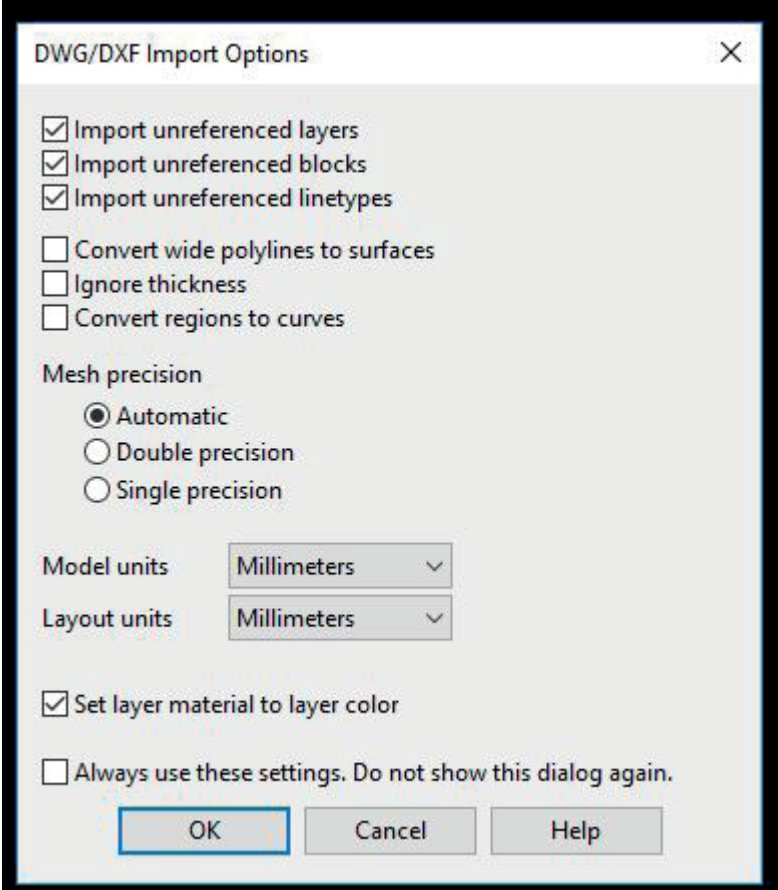 DWG/DXF Import Options
Import unreferenced layers
Import unreferenced blocks
Import unreferenced linetypes
Convert wide polylines to surfaces
Ignore thickness
Convert regions to curves
Mesh precision
Automatic
Double precision
Single precision
Model units Millimeters
Layout units Millimeters
Set layer material to layer color
Always use these settings. Do not show this dialog again.
OK Cancel Help